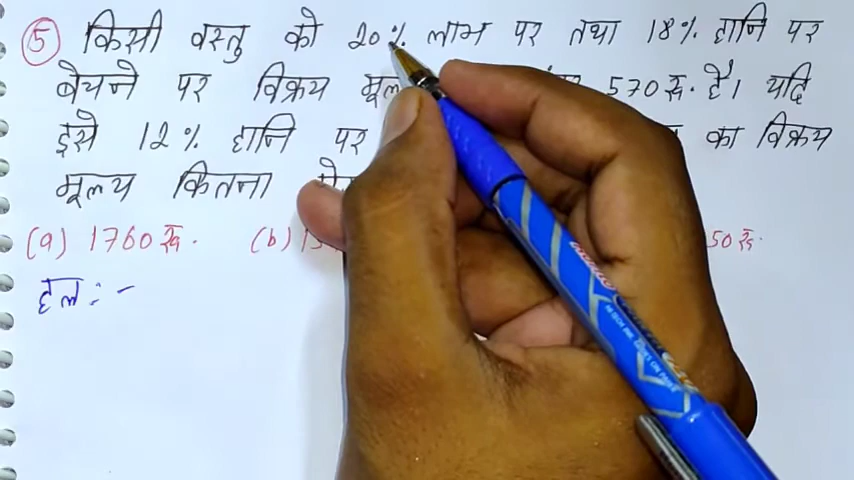 (5) किसी वस्तु को 20% लाभ पर तथा 18% हानि पर
बेचने पर विक्रय 570 रू. है। यदि
इसे 12% हानि पर का विक्रय
मूल्य कितना
(a) 1760 रू. (b) 50 रू.
हल :-